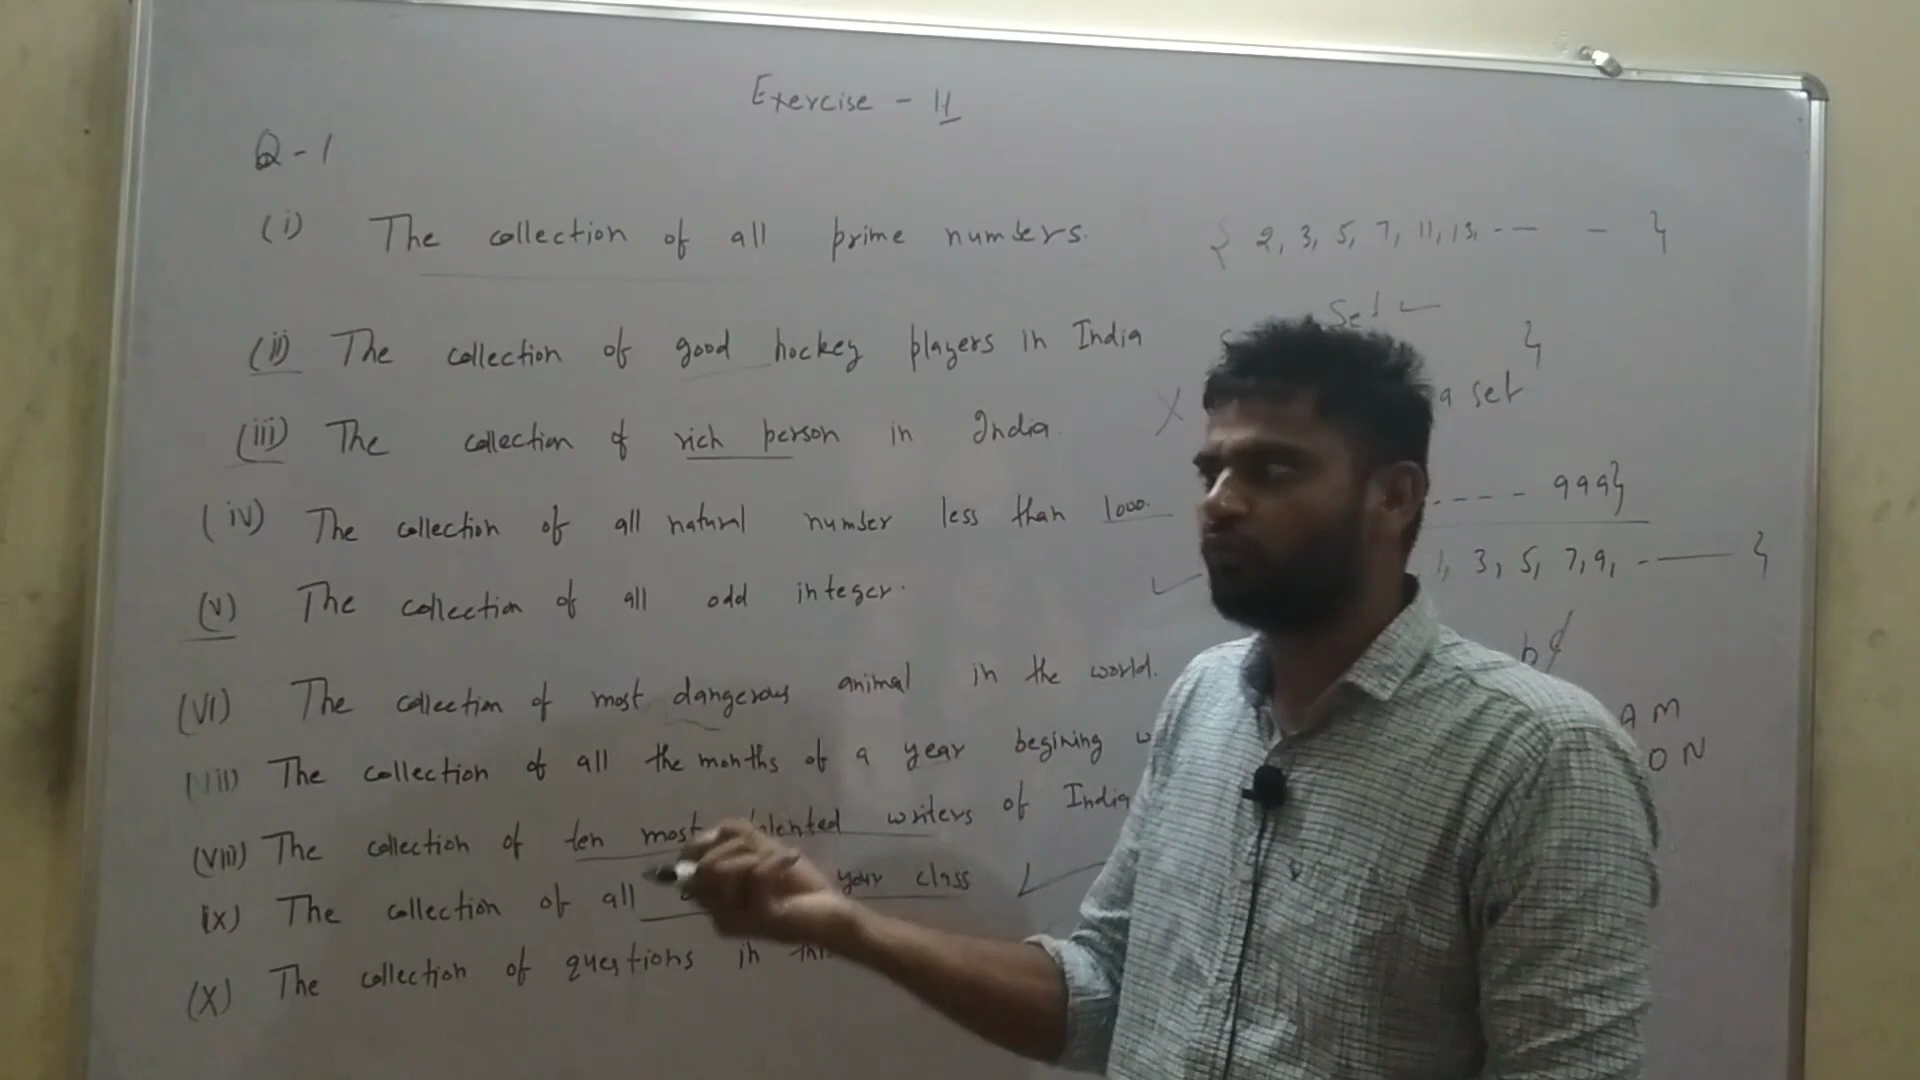 Exercise - 11
Q-1
(i) The collection of all prime numbers. { 2, 3, 5, 7, 11, 13, -- - - }
Set
(ii) The collection of good hockey players in India }
X a set
(iii) The collection of rich person in India
(iv) The collection of all natural number less than 1000. ---- 999}
(v) The collection of all odd integer. 1, 3, 5, 7, 9, - }
(VI) The collection of most dangerous animal in the world.
AM
(vii) The collection of all the months of a year begining
ON
(VIII) The collection of ten most writers of India
ix) The collection of all your class
(X) The collection of questions in